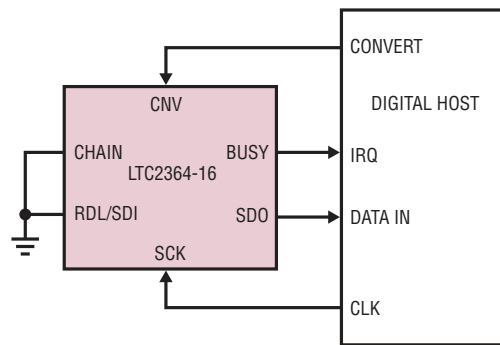 CONVERT
CNV
DIGITAL HOST
CHAIN
BUSY
IRQ
LTC2364-16
RDL/SDI
SDO
DATA IN
SCK
CLK